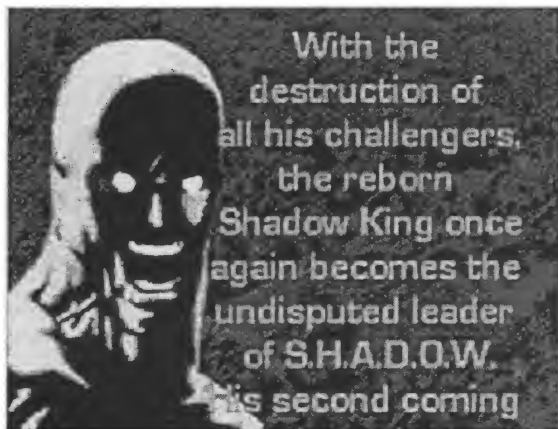 With the
destruction of
all his challengers,
the reborn
Shadow King once
again becomes the
undisputed leader
of S.H.A.D.O.W.
His second coming